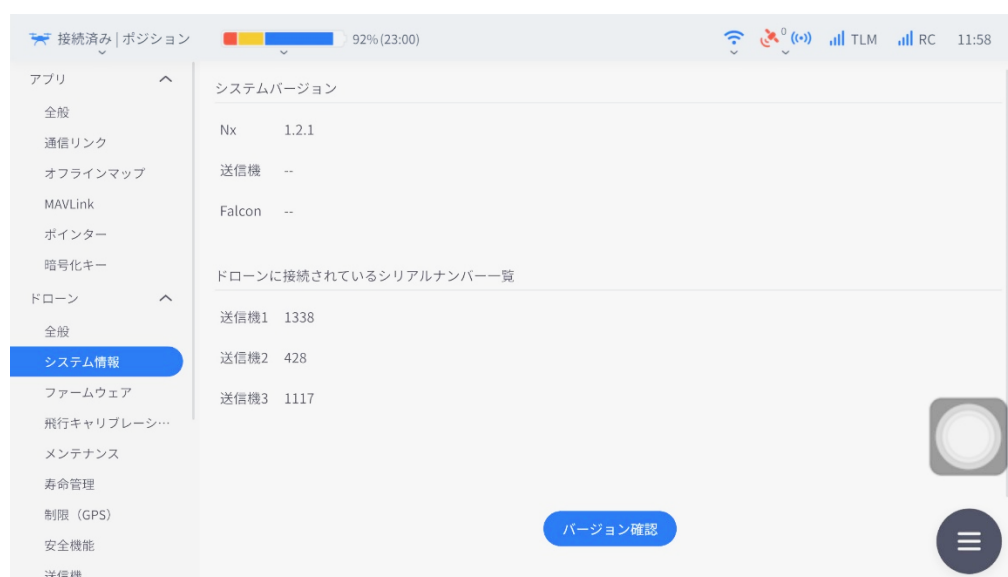 接続済み | ポジション 92% (23:00) 0 TLM RC 11:58
アプリ
全般
通信リンク
オフラインマップ
MAVLink
ポインター
暗号化キー
ドローン
全般
システム情報
ファームウェア
飛行キャリブレーシ…
メンテナンス
寿命管理
制限（GPS）
安全機能
送信機
システムバージョン
Nx 1.2.1
送信機 --
Falcon --
ドローンに接続されているシリアルナンバー一覧
送信機1 1338
送信機2 428
送信機3 1117
バージョン確認